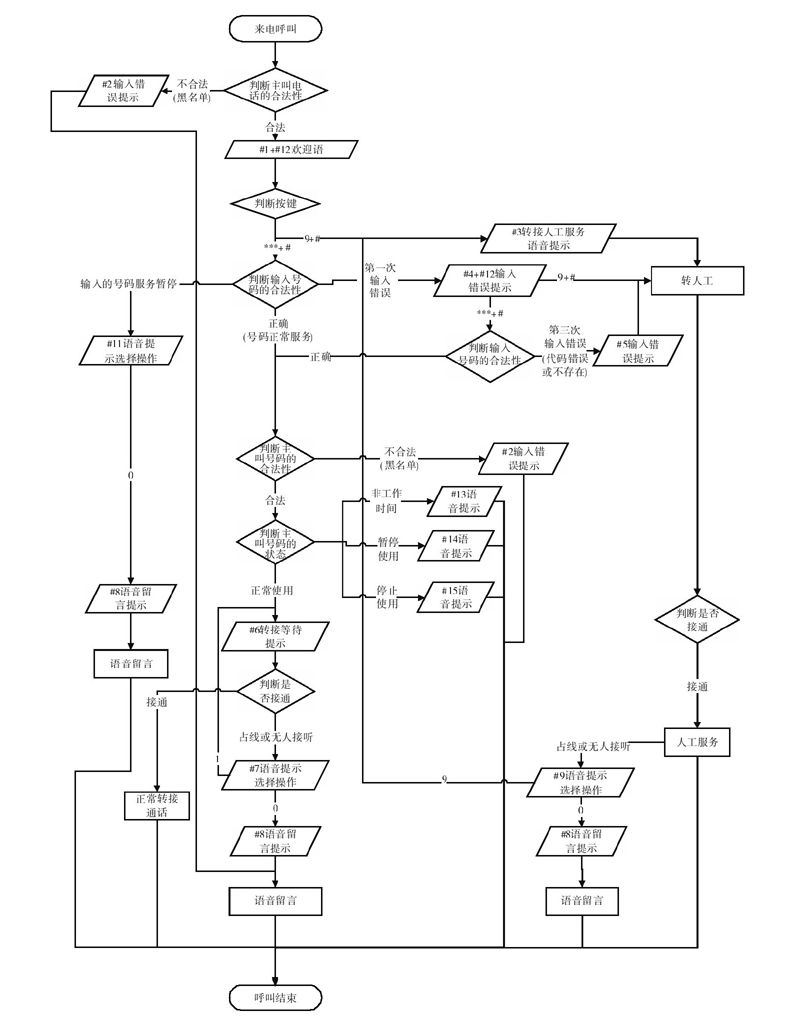 来电呼叫
#2输入错
误提示
不合法
(黑名单)
判断主叫电
话的合法性
合法
#1+#12欢迎语
判断按键
9+#
***+#
#3转接人工服务
语音提示
输入的号码服务暂停
判断输入号
码的合法性
第一次
输入
错误
#4+#12输入
错误提示
9+#
转人工
正确
(号码正常服务)
***+#
#11语音提
示选择操作
正确
判断输入
号码的合法性
第三次
输入错误
(代码错误
或不存在)
#5输入错
误提示
0
判断主
叫号码的
合法性
不合法
(黑名单)
#2输入错
误提示
合法
非工作
时间
#13语
音提示
判断主
叫号码的
状态
暂停
使用
#14语
音提示
正常使用
停止
使用
#15语
音提示
#8语音留
言提示
#6转接等待
提示
判断是否
接通
语音留言
判断是
否接通
接通
接通
占线或无人接听
占线或无人接听
人工服务
1
#7语音提示
选择操作
9
#9语音提示
选择操作
正常转接
通话
0
0
#8语音留
言提示
#8语音留
言提示
语音留言
语音留言
呼叫结束